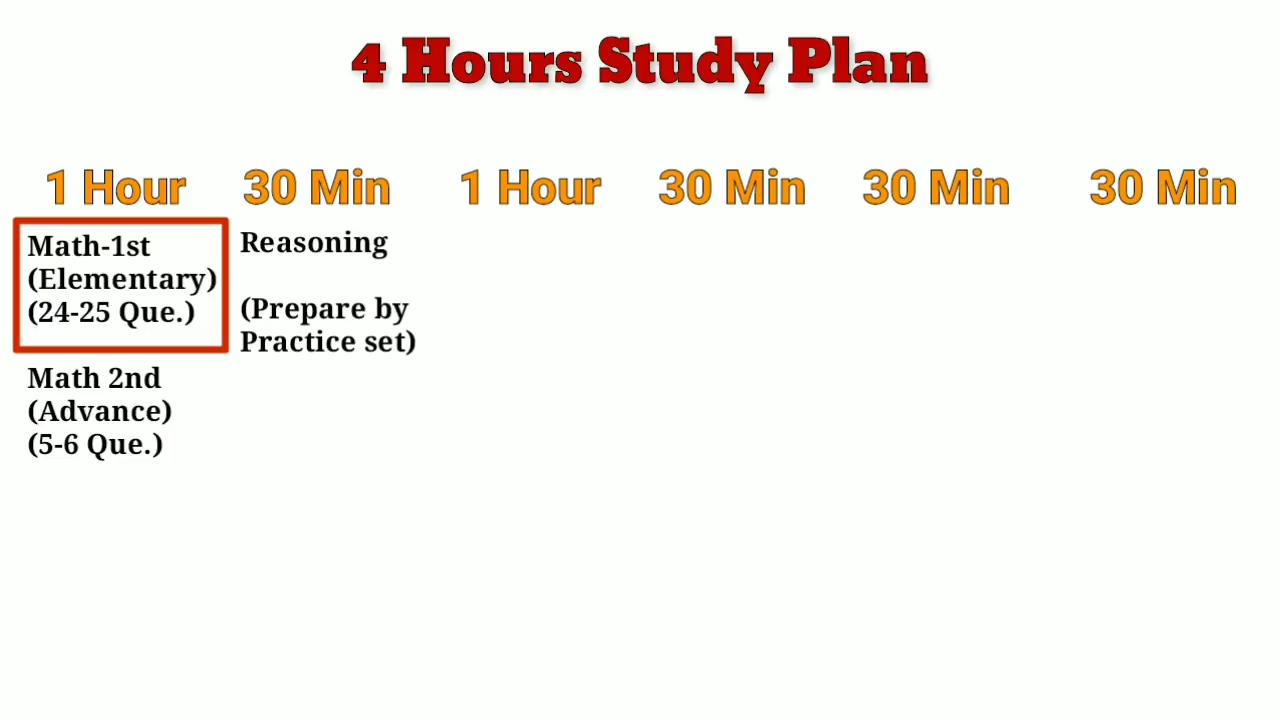 4 Hours Study Plan
1 Hour 30 Min 1 Hour 30 Min 30 Min 30 Min
Math-1st
(Elementary)
(24-25 Que.)
Math 2nd
(Advance)
(5-6 Que.)
Reasoning
(Prepare by
Practice set)